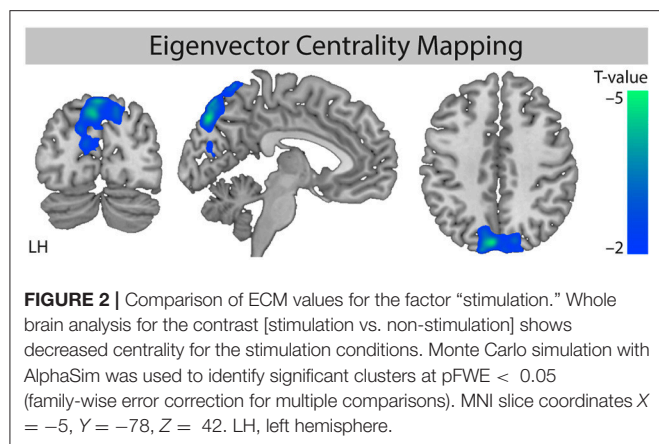 Eigenvector Centrality Mapping
T-value
–5
–2
LH
FIGURE 2 | Comparison of ECM values for the factor “stimulation.” Whole
brain analysis for the contrast [stimulation vs. non-stimulation] shows
decreased centrality for the stimulation conditions. Monte Carlo simulation with
AlphaSim was used to identify significant clusters at pFWE < 0.05
(family-wise error correction for multiple comparisons). MNI slice coordinates X
= −5, Y = −78, Z = 42. LH, left hemisphere.